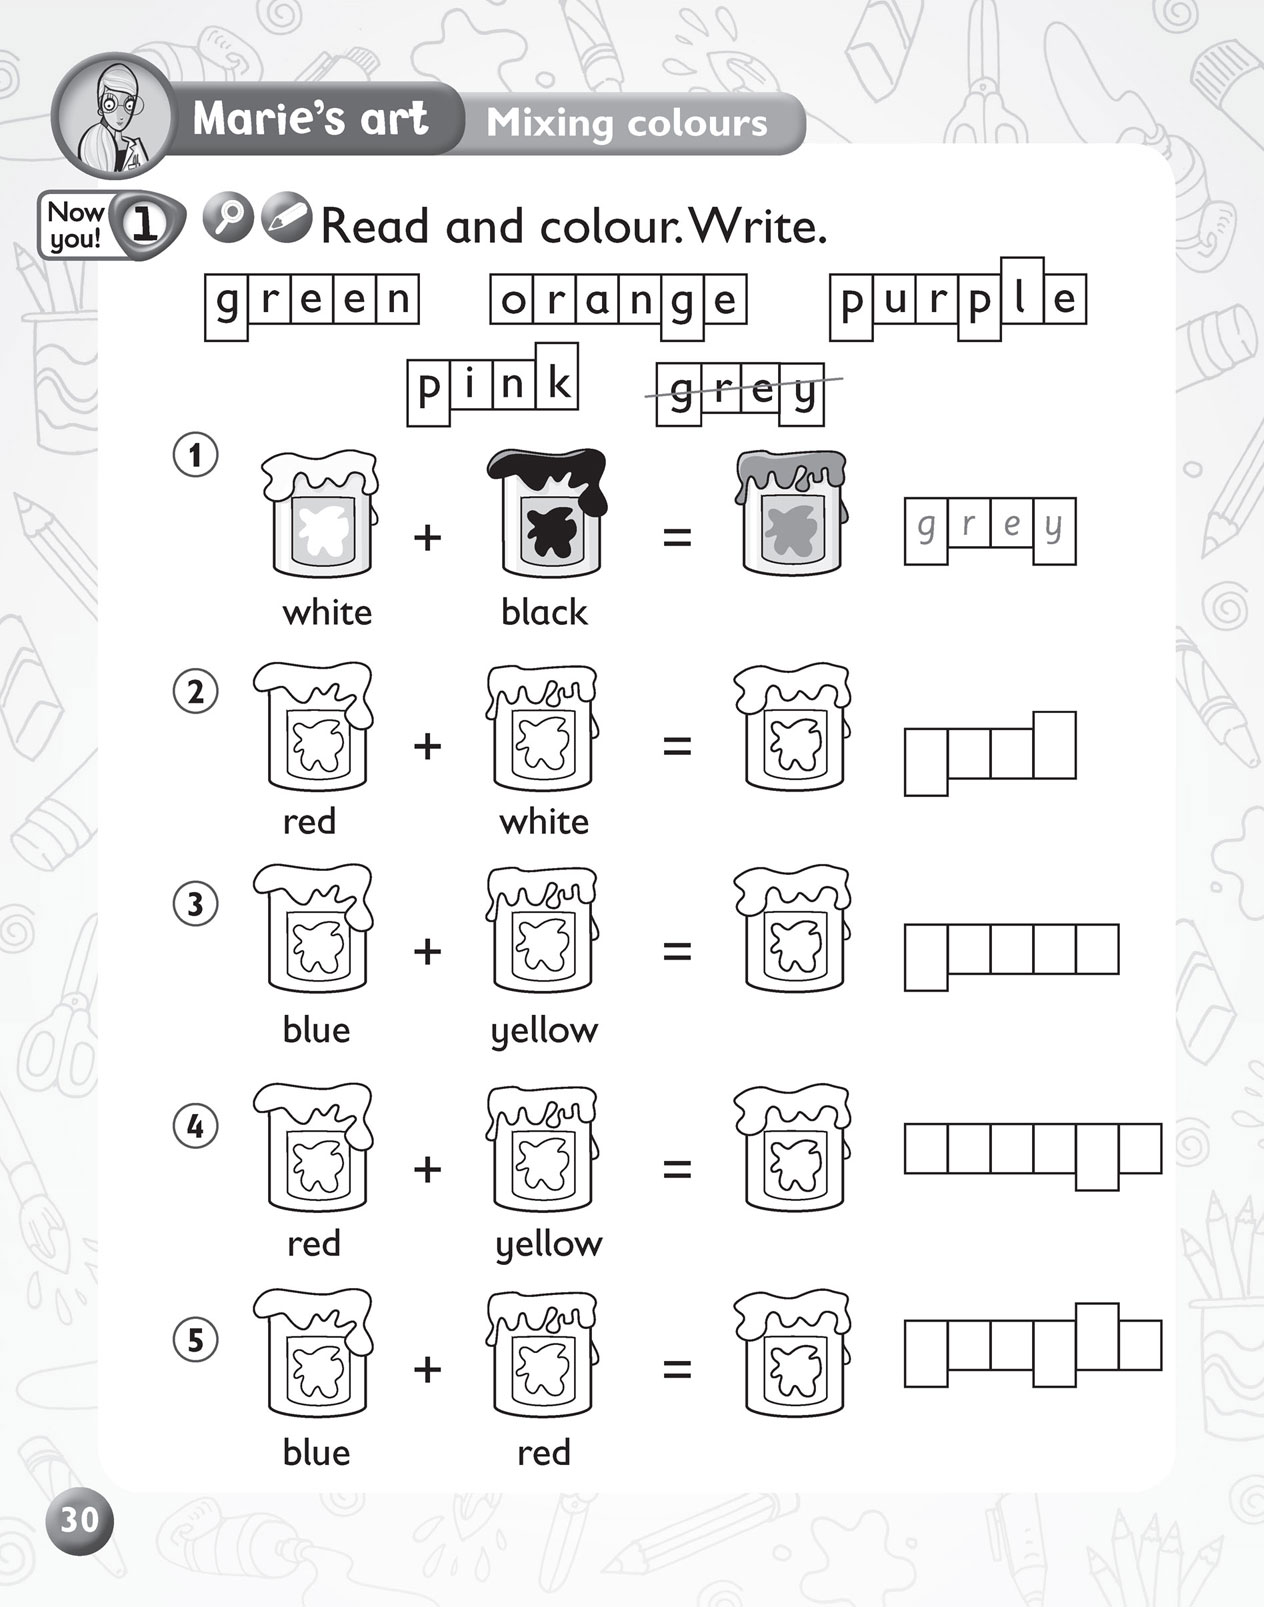 Marie's art Mixing colours
Now you! 1 Read and colour. Write.
green orange purple
pink grey
1
+ = grey
white black
2
+ =
red white
3
+ =
blue yellow
4
+ =
red yellow
5
+ =
blue red
30